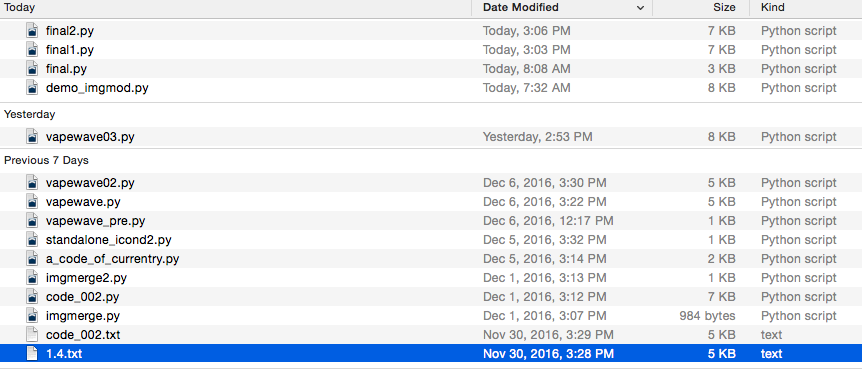 Today Date Modified Size Kind
final2.py Today, 3:06 PM 7 KB Python script
final1.py Today, 3:03 PM 7 KB Python script
final.py Today, 8:08 AM 3 KB Python script
demo_imgmod.py Today, 7:32 AM 8 KB Python script
Yesterday
vapewave03.py Yesterday, 2:53 PM 8 KB Python script
Previous 7 Days
vapewave02.py Dec 6, 2016, 3:30 PM 5 KB Python script
vapewave.py Dec 6, 2016, 3:22 PM 5 KB Python script
vapewave_pre.py Dec 6, 2016, 12:17 PM 1 KB Python script
standalone_icond2.py Dec 5, 2016, 3:32 PM 1 KB Python script
a_code_of_currentry.py Dec 5, 2016, 3:14 PM 2 KB Python script
imgmerge2.py Dec 1, 2016, 3:13 PM 1 KB Python script
code_002.py Dec 1, 2016, 3:12 PM 7 KB Python script
imgmerge.py Dec 1, 2016, 3:07 PM 984 bytes Python script
code_002.txt Nov 30, 2016, 3:29 PM 5 KB text
1.4.txt Nov 30, 2016, 3:28 PM 5 KB text